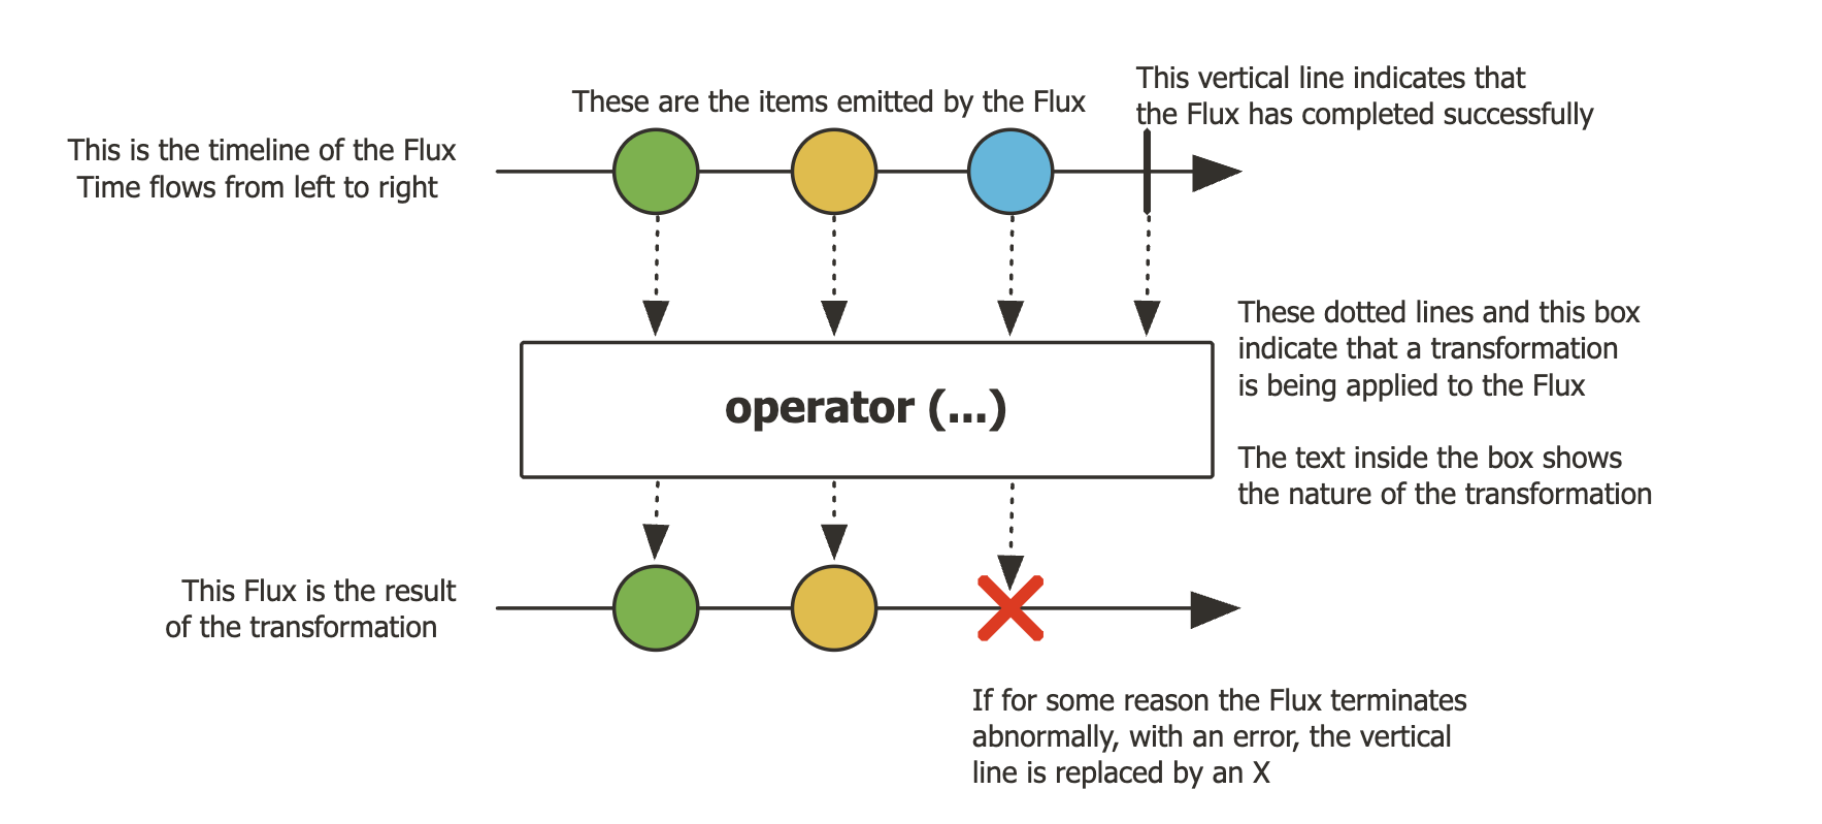 These are the items emitted by the Flux
This vertical line indicates that
the Flux has completed successfully
This is the timeline of the Flux
Time flows from left to right
These dotted lines and this box
indicate that a transformation
is being applied to the Flux
operator (...)
The text inside the box shows
the nature of the transformation
This Flux is the result
of the transformation
If for some reason the Flux terminates
abnormally, with an error, the vertical
line is replaced by an X